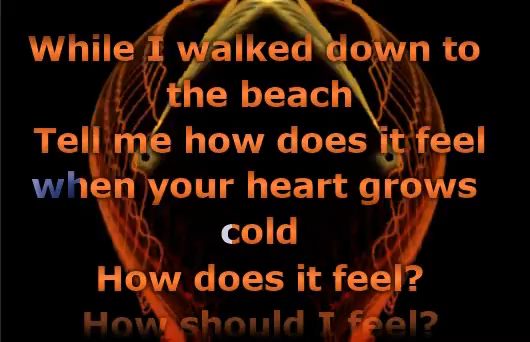 While I walked down to
the beach
Tell me how does it feel
when your heart grows
cold
How does it feel?
How should I feel?